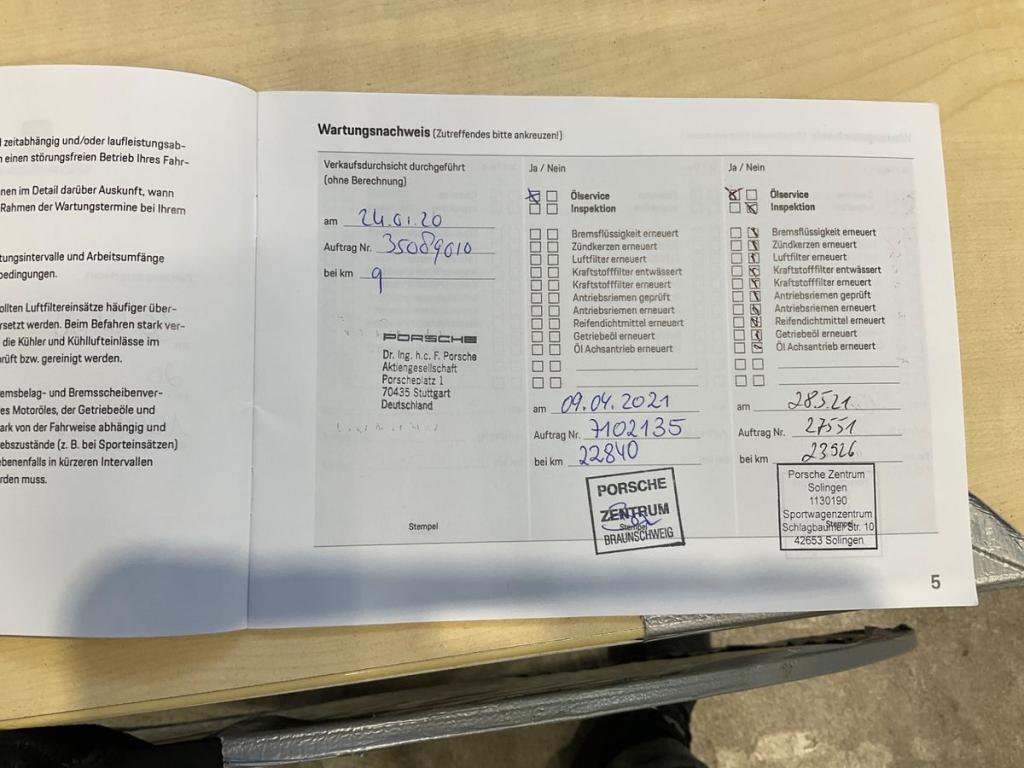 l zeitabhängig und/oder laufleistungsab-
einen störungsfreien Betrieb Ihres Fahr-
nen im Detail darüber Auskunft, wann
Rahmen der Wartungstermine bei Ihrem
tungsintervalle und Arbeitsumfänge
bedingungen.
ollten Luftfiltereinsätze häufiger über-
rsetzt werden. Beim Befahren stark ver-
die Kühler und Kühllufteinlässe im
rüft bzw. gereinigt werden.
emsbelag- und Bremsscheibenver-
es Motoröles, der Getriebeöle und
ark von der Fahrweise abhängig und
ebszustände (z. B. bei Sporteinsätzen)
ebenenfalls in kürzeren Intervallen
rden muss.
Wartungsnachweis (Zutreffendes bitte ankreuzen!)
Verkaufsdurchsicht durchgeführt
(ohne Berechnung)
am 24.01.20
Auftrag Nr. 35089010
bei km 9
PORSCHE
Dr. Ing. h.c. F. Porsche
Aktiengesellschaft
Porscheplatz 1
70435 Stuttgart
Deutschland
Stempel
Ja / Nein
Ölservice
Inspektion
Bremsflüssigkeit erneuert
Zündkerzen erneuert
Luftfilter erneuert
Kraftstofffilter entwässert
Kraftstofffilter erneuert
Antriebsriemen geprüft
Antriebsriemen erneuert
Reifendichtmittel erneuert
Getriebeöl erneuert
Öl Achsantrieb erneuert
am 09.04.2021
Auftrag Nr. 7102135
bei km 22840
PORSCHE
ZENTRUM
Stempel
BRAUNSCHWEIG
Ja / Nein
Ölservice
Inspektion
Bremsflüssigkeit erneuert
Zündkerzen erneuert
Luftfilter erneuert
Kraftstofffilter entwässert
Kraftstofffilter erneuert
Antriebsriemen geprüft
Antriebsriemen erneuert
Reifendichtmittel erneuert
Getriebeöl erneuert
Öl Achsantrieb erneuert
am 28.5.21
Auftrag Nr. 27551
bei km 23926
Porsche Zentrum
Solingen
1130190
Sportwagenzentrum
Stempel
Schlagbaumer Str. 10
42653 Solingen
5